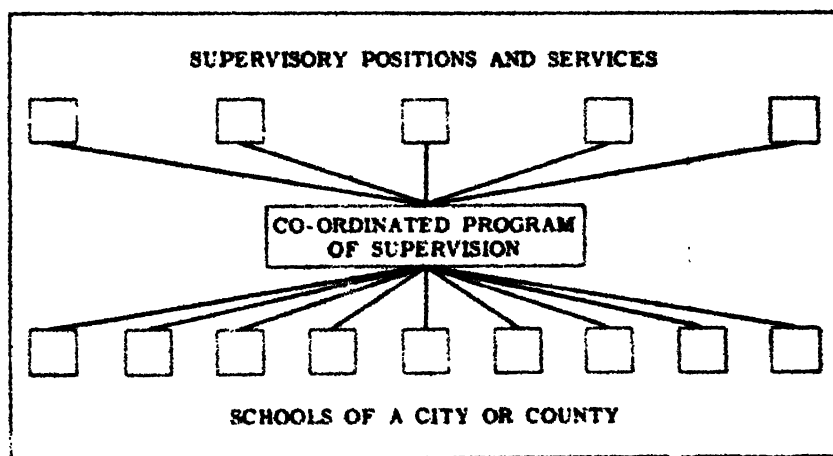 SUPERVISORY POSITIONS AND SERVICES
CO-ORDINATED PROGRAM
OF SUPERVISION
SCHOOLS OF A CITY OR COUNTY